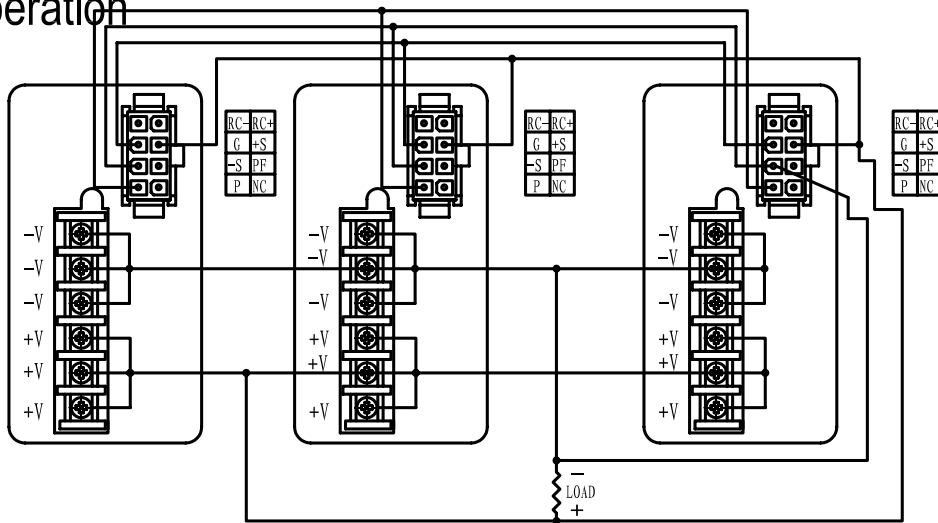 peration
RC- RC+
G +S
-S PF
P NC
RC- RC+
G +S
-S PF
P NC
RC- RC+
G +S
-S PF
P NC
-V
-V
-V
+V
+V
+V
-V
-V
-V
+V
+V
+V
-V
-V
-V
+V
+V
+V
−
LOAD
+